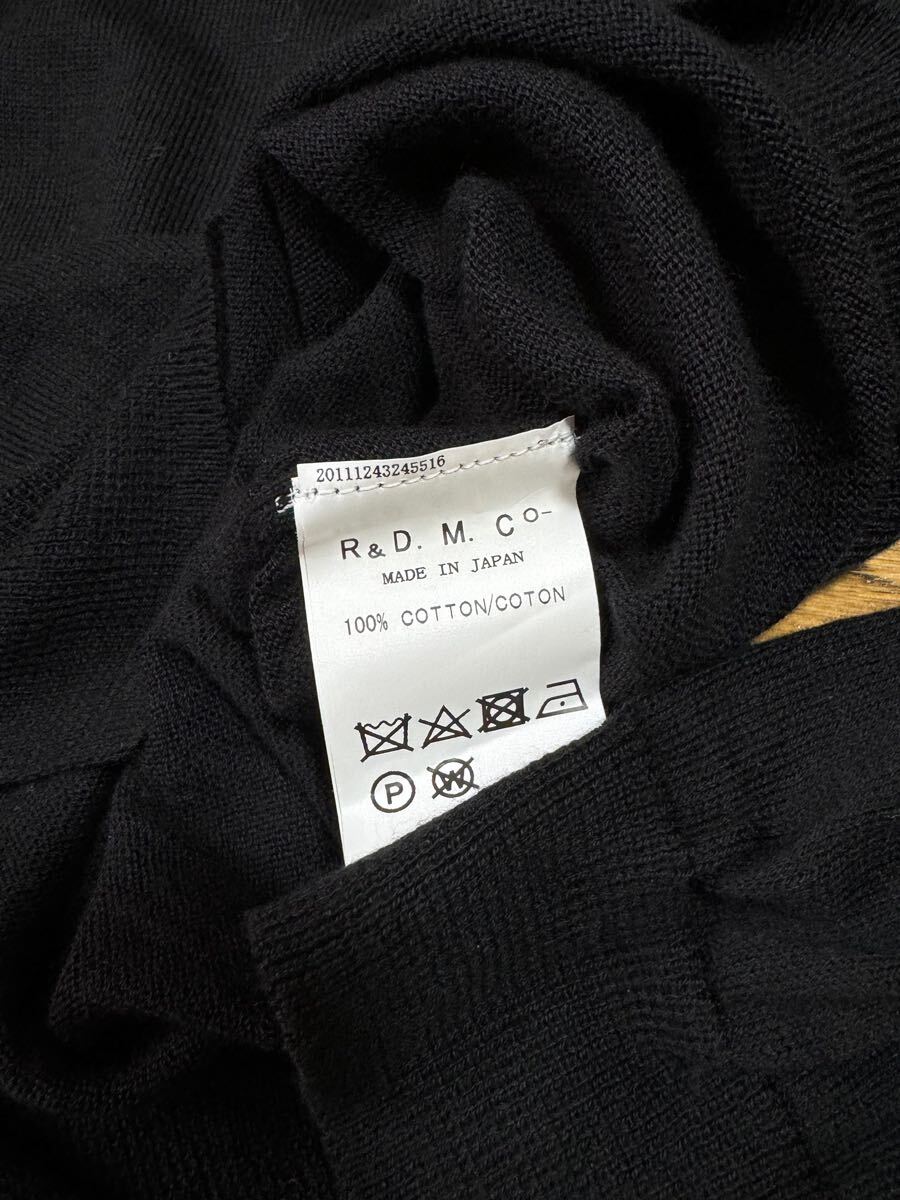 20111243245516
R&D. M. Co-
MADE IN JAPAN
100% COTTON/COTON
P W